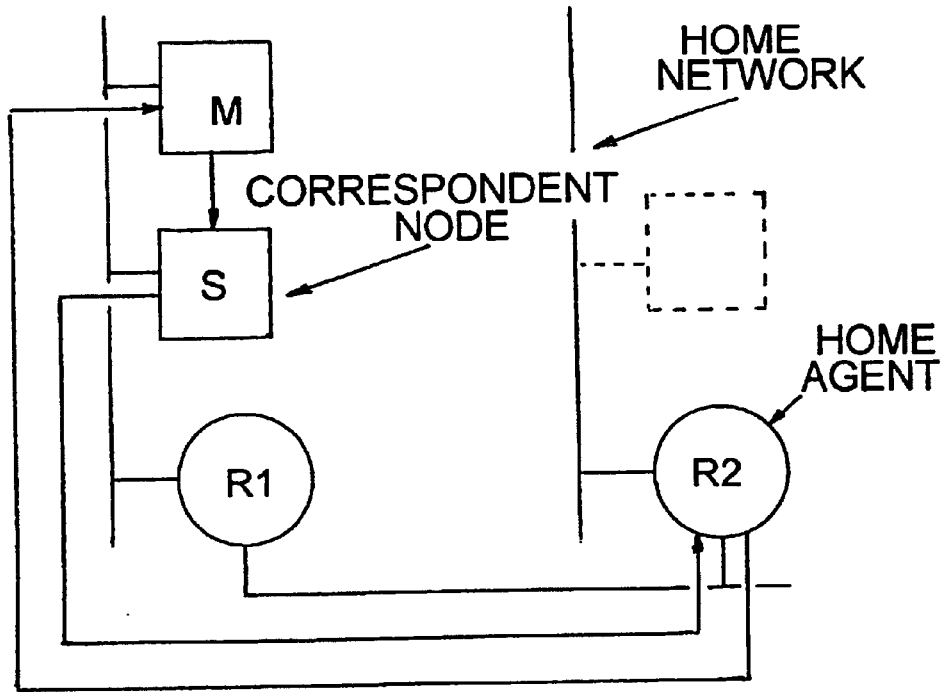 HOME
NETWORK
M
CORRESPONDENT
NODE
S
HOME
AGENT
R1
R2